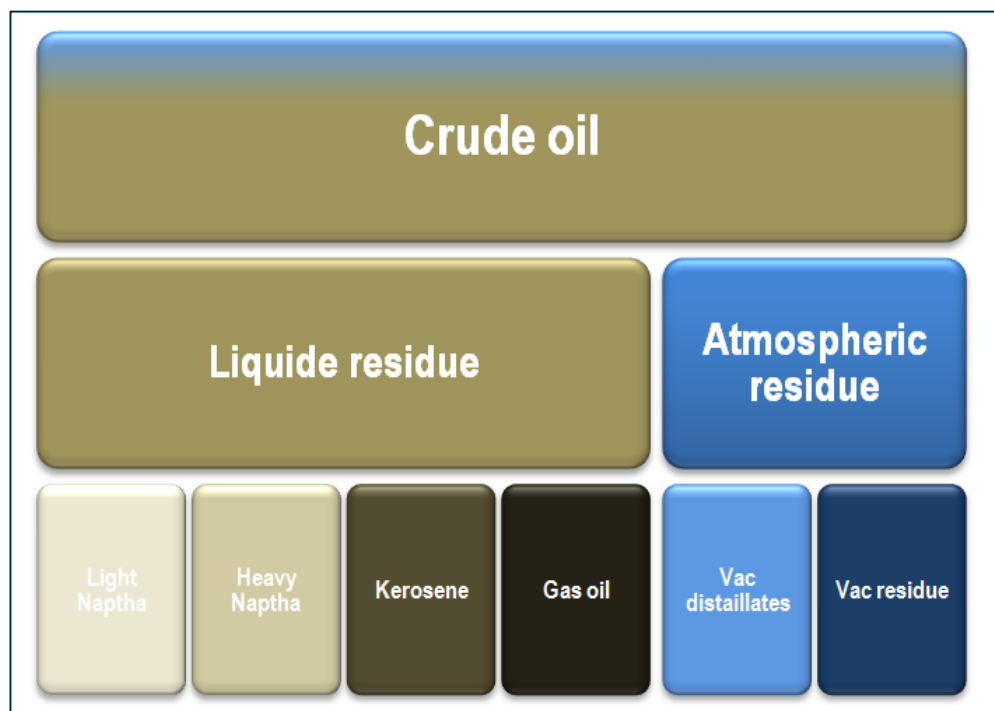 Crude oil
Liquide residue
Atmospheric
residue
Light
Naptha
Heavy
Naptha
Kerosene
Gas oil
Vac
distaillates
Vac residue